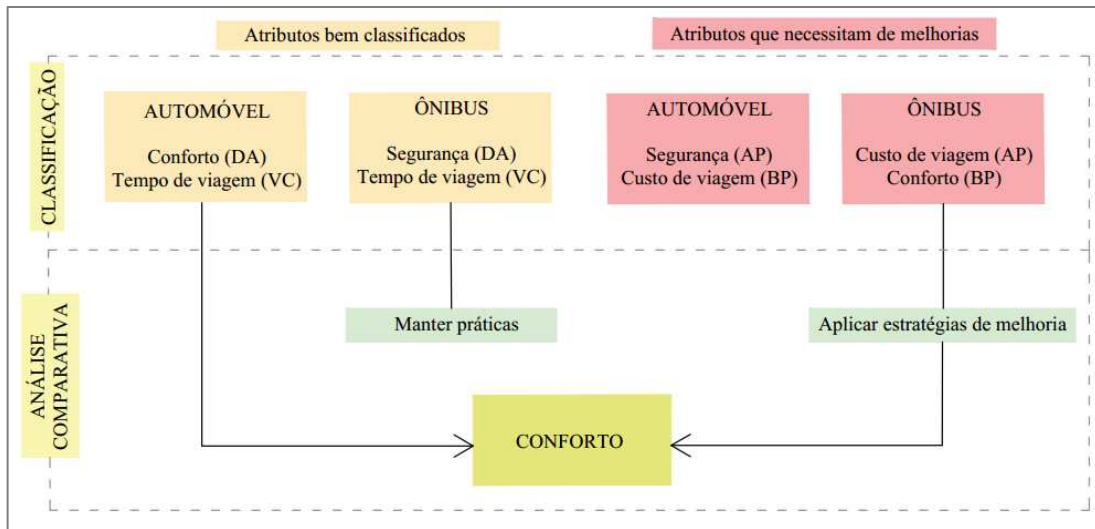 Atributos bem classificados
Atributos que necessitam de melhorias
CLASSIFICAÇÃO
AUTOMÓVEL
Conforto (DA)
Tempo de viagem (VC)
ÔNIBUS
Segurança (DA)
Tempo de viagem (VC)
AUTOMÓVEL
Segurança (AP)
Custo de viagem (BP)
ÔNIBUS
Custo de viagem (AP)
Conforto (BP)
ANÁLISE
COMPARATIVA
Manter práticas
Aplicar estratégias de melhoria
CONFORTO